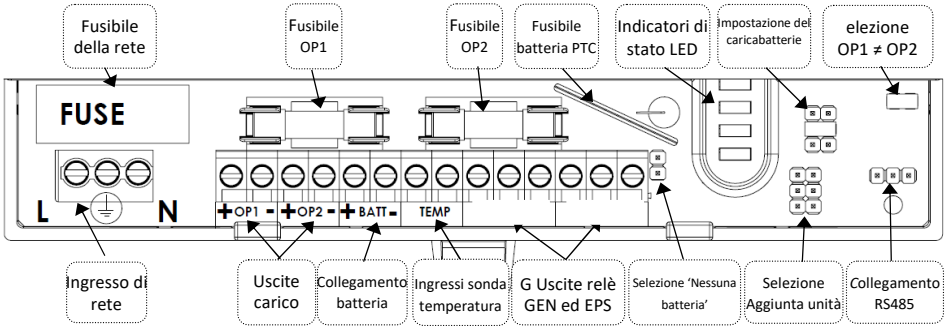 Fusibile
della rete
Fusibile
OP1
Fusibile
OP2
Fusibile
batteria PTC
Indicatori di
stato LED
Impostazione del
caricabatterie
elezione
OP1 ≠ OP2
FUSE
L
N
+ OP1 -
+ OP2 -
+ BATT -
TEMP
Ingresso di
rete
Uscite
carico
Collegamento
batteria
Ingressi sonda
temperatura
G Uscite relè
GEN ed EPS
Selezione ‘Nessuna
batteria’
Selezione
Aggiunta unità
Collegamento
RS485